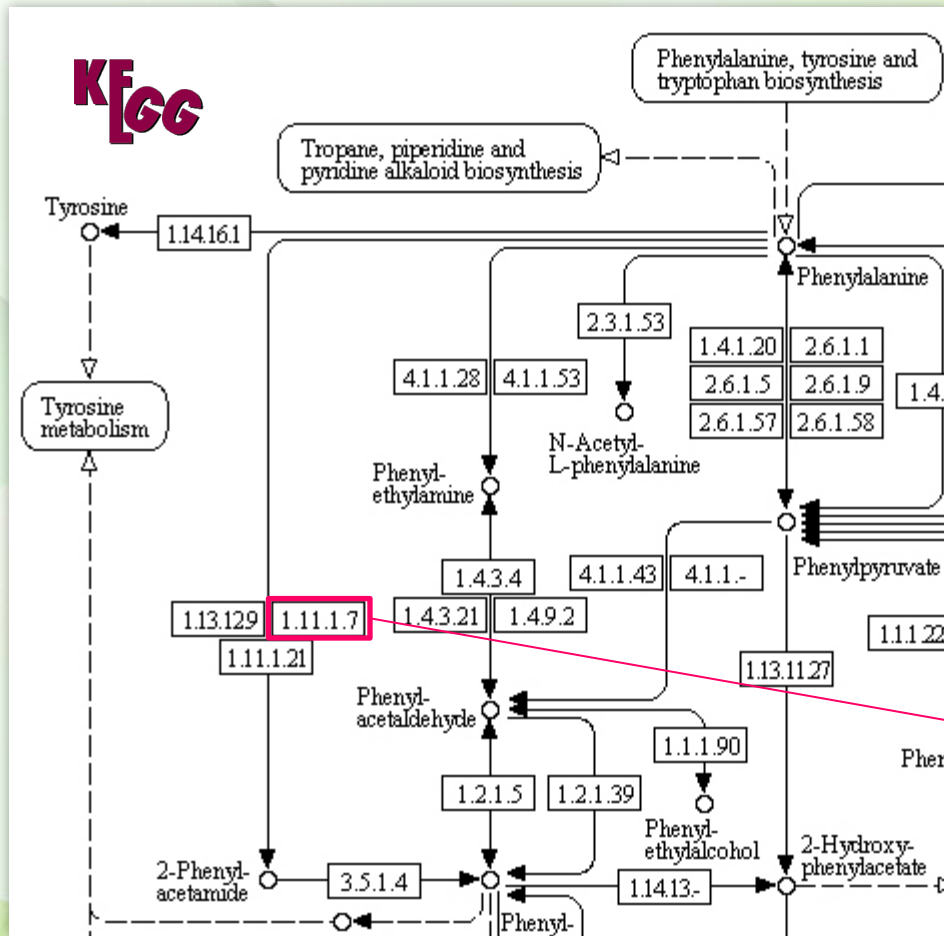 KEGG
Phenylalanine, tyrosine and
tryptophan biosynthesis
Tropane, piperidine and
pyridine alkaloid biosynthesis
Tyrosine
1.14.16.1
Phenylalanine
2.3.1.53
1.4.1.20 2.6.1.1
4.1.1.28 4.1.1.53
2.6.1.5 2.6.1.9
1.4.
Tyrosine
metabolism
2.6.1.57 2.6.1.58
N-Acetyl-
L-phenylalanine
Phenyl-
ethylamine
Phenylpyruvate
1.4.3.4
4.1.1.43 4.1.1.-
1.13.12.9 1.11.1.7
1.4.3.21 1.4.9.2
1.1.1.22
1.11.1.21
1.13.11.27
Phenyl-
acetaldehyde
1.1.1.90
Phen
1.2.1.5 1.2.1.39
Phenyl-
ethylalcohol
2-Hydroxy-
phenylacetate
2-Phenyl-
acetamide
3.5.1.4
1.14.13.-
Phenyl-